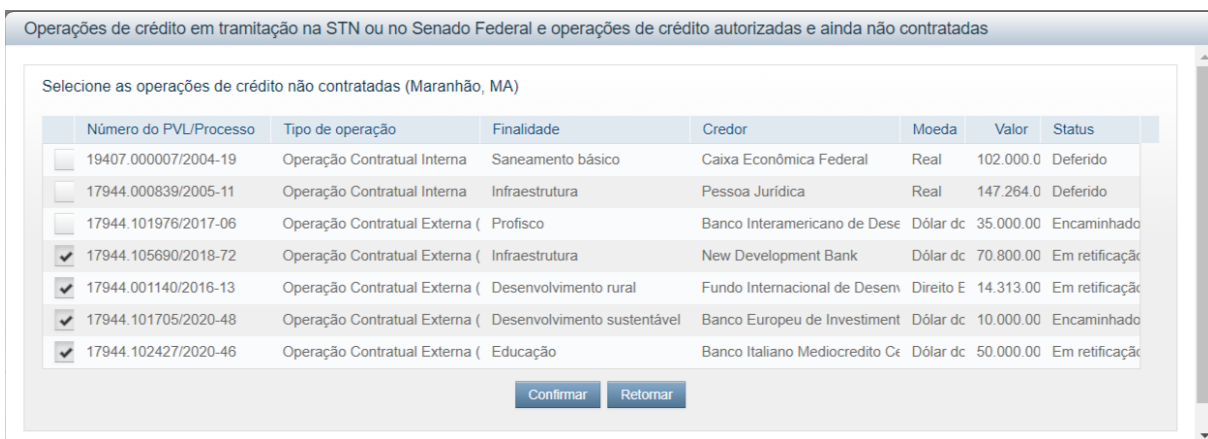 Operações de crédito em tramitação na STN ou no Senado Federal e operações de crédito autorizadas e ainda não contratadas
Selecione as operações de crédito não contratadas (Maranhão, MA)
Número do PVL/Processo Tipo de operação Finalidade Credor Moeda Valor Status
19407.000007/2004-19 Operação Contratual Interna Saneamento básico Caixa Econômica Federal Real 102.000.0 Deferido
17944.000839/2005-11 Operação Contratual Interna Infraestrutura Pessoa Jurídica Real 147.264.0 Deferido
17944.101976/2017-06 Operação Contratual Externa ( Profisco Banco Interamericano de Dese Dólar dc 35.000.00 Encaminhado
17944.105690/2018-72 Operação Contratual Externa ( Infraestrutura New Development Bank Dólar dc 70.800.00 Em retificação
17944.001140/2016-13 Operação Contratual Externa ( Desenvolvimento rural Fundo Internacional de Desenv Direito E 14.313.00 Em retificação
17944.101705/2020-48 Operação Contratual Externa ( Desenvolvimento sustentável Banco Europeu de Investiment Dólar dc 10.000.00 Encaminhado
17944.102427/2020-46 Operação Contratual Externa ( Educação Banco Italiano Mediocredito Ce Dólar dc 50.000.00 Em retificação
Confirmar Retornar